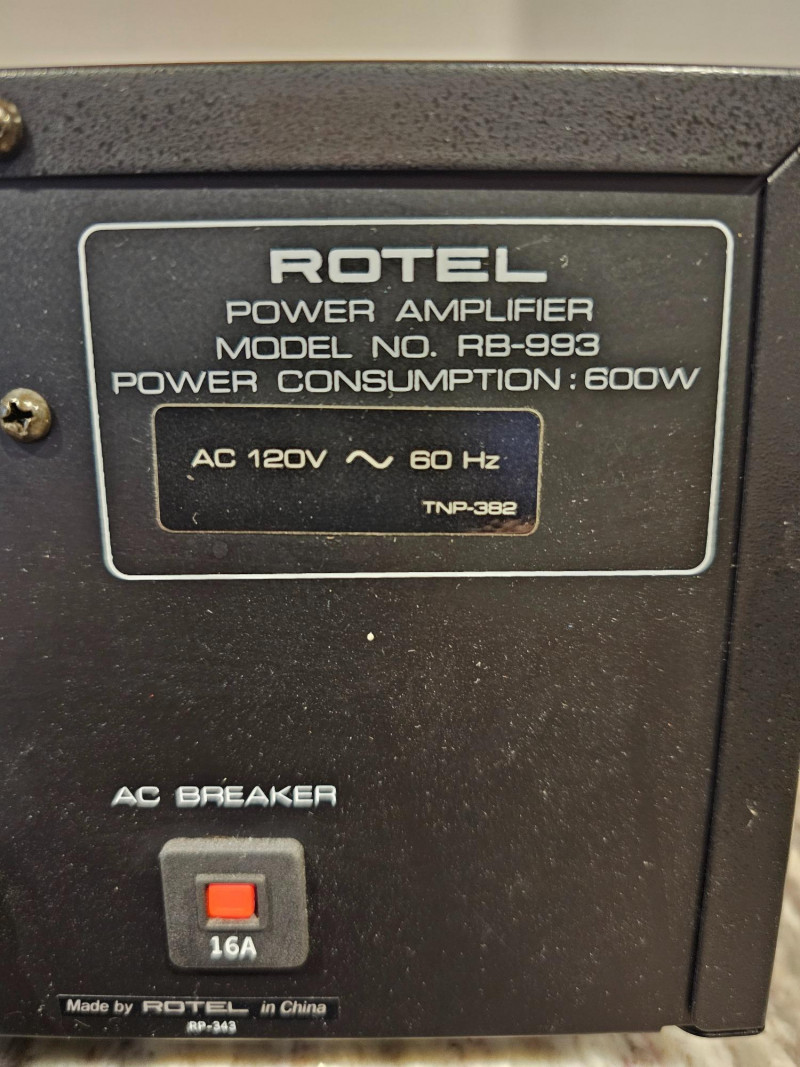 ROTEL
POWER AMPLIFIER
MODEL NO. RB-993
POWER CONSUMPTION : 600W
AC 120V ~ 60 Hz
TNP-382
AC BREAKER
16A
Made by ROTEL in China
RP-343